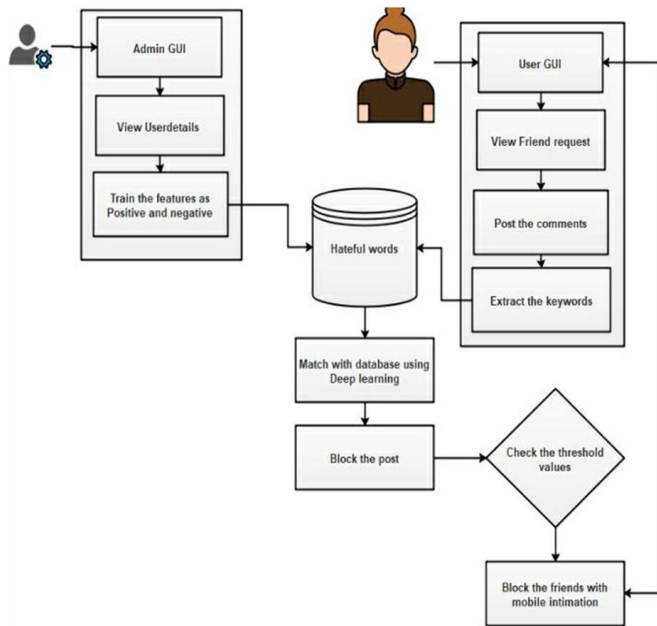 Admin GUI
View Userdetails
Train the features as
Positive and negative
User GUI
View Friend request
Post the comments
Extract the keywords
Hateful words
Match with database using
Deep learning
Block the post
Check the threshold
values
Block the friends with
mobile intimation